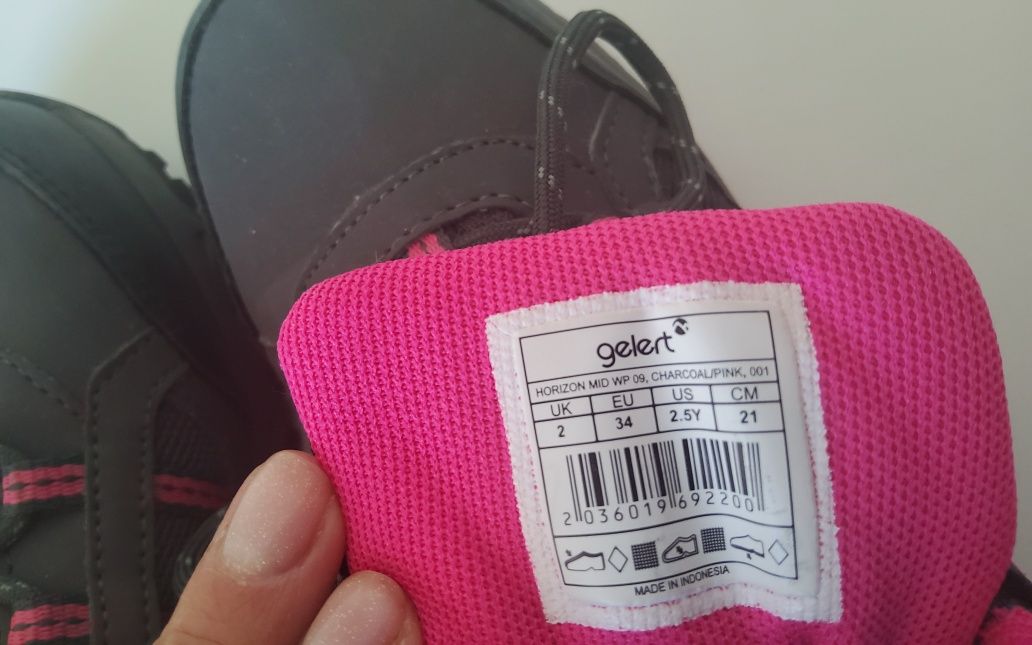 gelert
HORIZON MID WP 09, CHARCOAL/PINK, 001
UK EU US CM
2 34 2.5Y 21
2 036019 692200
MADE IN INDONESIA